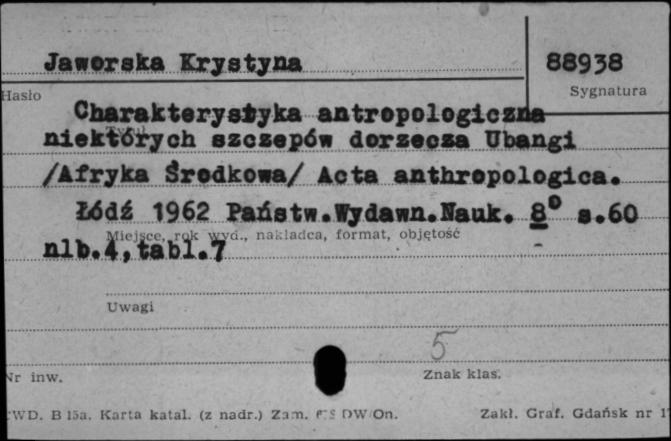 Jaworska Krystyna
88938
Hasło
Sygnatura
Charakterystyka antropologiczna
Tytuł
niektórych szczepów dorzecza Ubangi
/Afryka Środkowa/ Acta anthropologica.
Łódź 1962 Państw.Wydawn.Nauk. 8° s.60
Miejsce, rok wyd., nakładca, format, objętość
nlb.4,tabl.7
Uwagi
5
Nr inw.
Znak klas.
WD. B 15a. Karta katal. (z nadr.) Zam. DW/On.
Zakł. Graf. Gdańsk nr